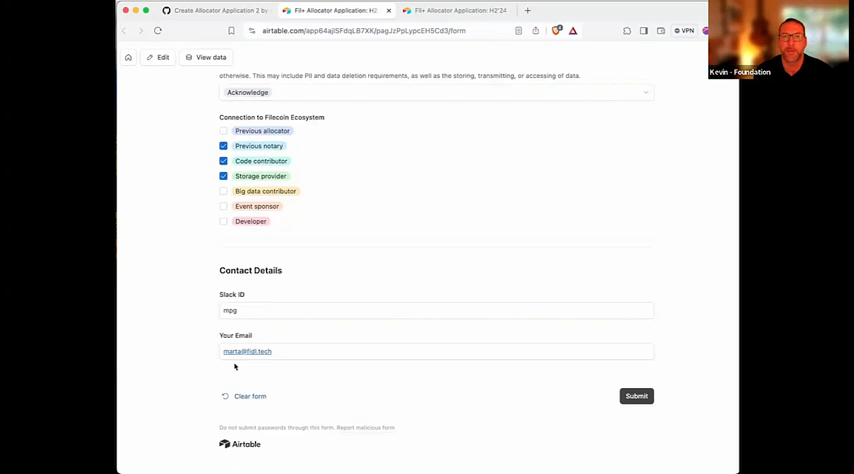 Create Allocator Application 2 by
Fil+ Allocator Application: H2
Fil+ Allocator Application: H2'24
airtable.com/app64ajlSFdqLB7XK/pagJzPpLypcEH5Cd3/form
VPN
Edit
View data
otherwise. This may include PII and data deletion requirements, as well as the storing, transmitting, or accessing of data.
Acknowledge
Connection to Filecoin Ecosystem
Previous allocator
Previous notary
Code contributor
Storage provider
Big data contributor
Event sponsor
Developer
Contact Details
Slack ID
mpg
Your Email
marta@fidl.tech
Clear form
Submit
Do not submit passwords through this form. Report malicious form
Airtable
Kevin - Foundation